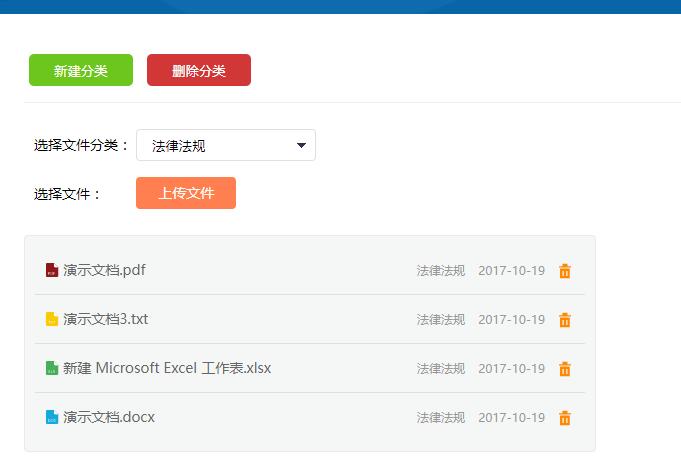 新建分类 删除分类
选择文件分类： 法律法规
选择文件： 上传文件
演示文档.pdf 法律法规 2017-10-19
演示文档3.txt 法律法规 2017-10-19
新建 Microsoft Excel 工作表.xlsx 法律法规 2017-10-19
演示文档.docx 法律法规 2017-10-19